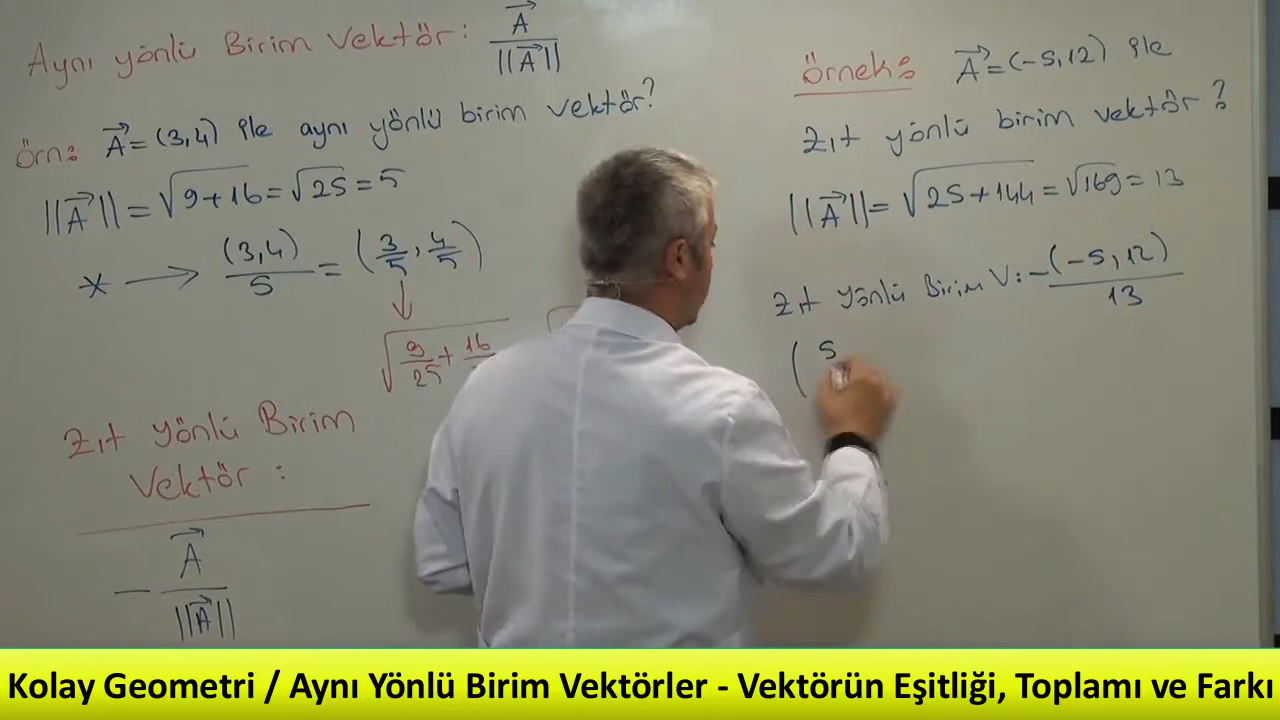 Aynı yönlü Birim Vektör: A / ||A||
Örn: A = (3,4) ile aynı yönlü birim vektör?
||A|| = √9+16 = √25 = 5
* → (3,4) / 5 = (3/5, 4/5)
√9/25 + 16
Zıt yönlü Birim
Vektör :
- A / ||A||
Örnek: A = (-5,12) ile
Zıt yönlü birim vektör?
||A|| = √25+144 = √169 = 13
Zıt yönlü Birim V: -(-5,12) / 13
( 5
Kolay Geometri / Aynı Yönlü Birim Vektörler - Vektörün Eşitliği, Toplamı ve Farkı